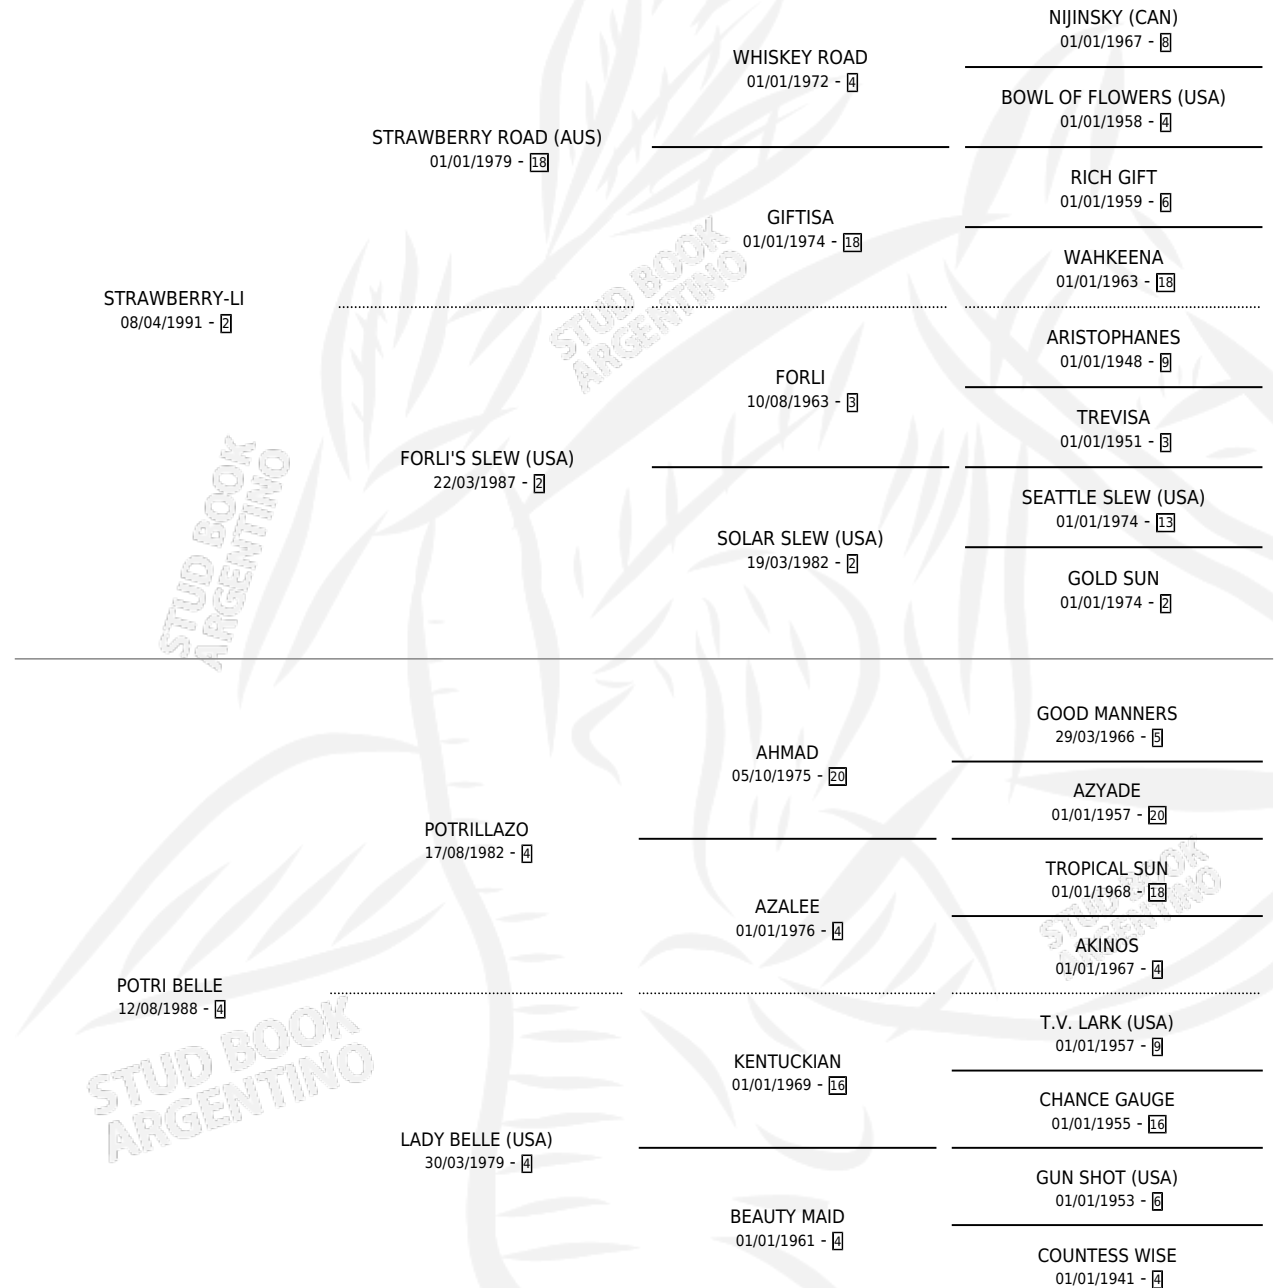 NIJINSKY (CAN)
01/01/1967 - 8
WHISKEY ROAD
01/01/1972 - 4
BOWL OF FLOWERS (USA)
01/01/1958 - 4
STRAWBERRY ROAD (AUS)
01/01/1979 - 18
RICH GIFT
01/01/1959 - 6
GIFTISA
01/01/1974 - 18
WAHKEENA
01/01/1963 - 18
STRAWBERRY-LI
08/04/1991 - 2
STUD BOOK
ARGENTINO
ARISTOPHANES
01/01/1948 - 9
FORLI
10/08/1963 - 3
TREVISA
01/01/1951 - 3
FORLI'S SLEW (USA)
22/03/1987 - 2
SEATTLE SLEW (USA)
01/01/1974 - 13
SOLAR SLEW (USA)
19/03/1982 - 2
GOLD SUN
01/01/1974 - 2
STUD BOOK
ARGENTINO
GOOD MANNERS
29/03/1966 - 5
AHMAD
05/10/1975 - 20
AZYADE
01/01/1957 - 20
POTRILLAZO
17/08/1982 - 4
TROPICAL SUN
01/01/1968 - 18
AZALEE
01/01/1976 - 4
STUD BOOK
ARGENTINO
AKINOS
01/01/1967 - 4
POTRI BELLE
12/08/1988 - 4
STUD BOOK
ARGENTINO
T.V. LARK (USA)
01/01/1957 - 9
KENTUCKIAN
01/01/1969 - 16
CHANCE GAUGE
01/01/1955 - 16
LADY BELLE (USA)
30/03/1979 - 4
GUN SHOT (USA)
01/01/1953 - 6
BEAUTY MAID
01/01/1961 - 4
COUNTESS WISE
01/01/1941 - 4